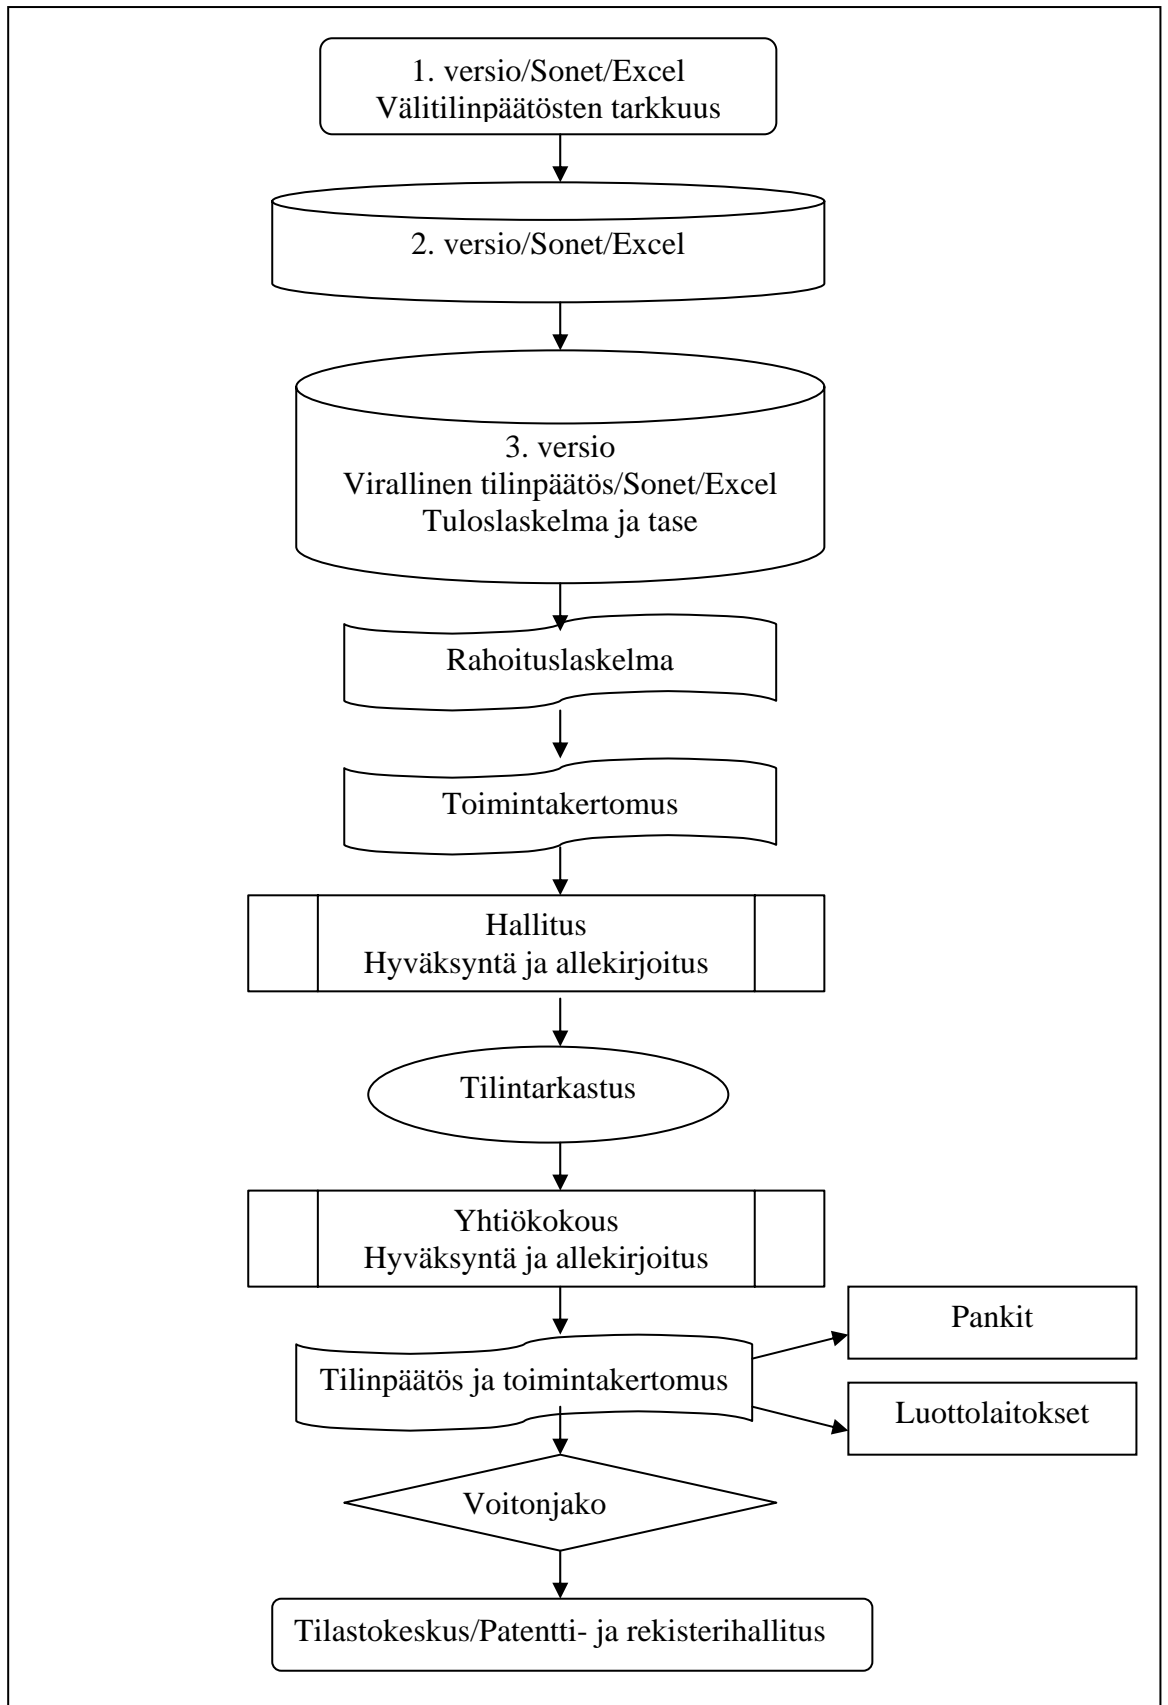 1. versio/Sonet/Excel
Välitilinpäätösten tarkkuus
2. versio/Sonet/Excel
3. versio
Virallinen tilinpäätös/Sonet/Excel
Tuloslaskelma ja tase
Rahoituslaskelma
Toimintakertomus
Hallitus
Hyväksyntä ja allekirjoitus
Tilintarkastus
Yhtiökokous
Hyväksyntä ja allekirjoitus
Pankit
Tilinpäätös ja toimintakertomus
Luottolaitokset
Voitonjako
Tilastokeskus/Patentti- ja rekisterihallitus